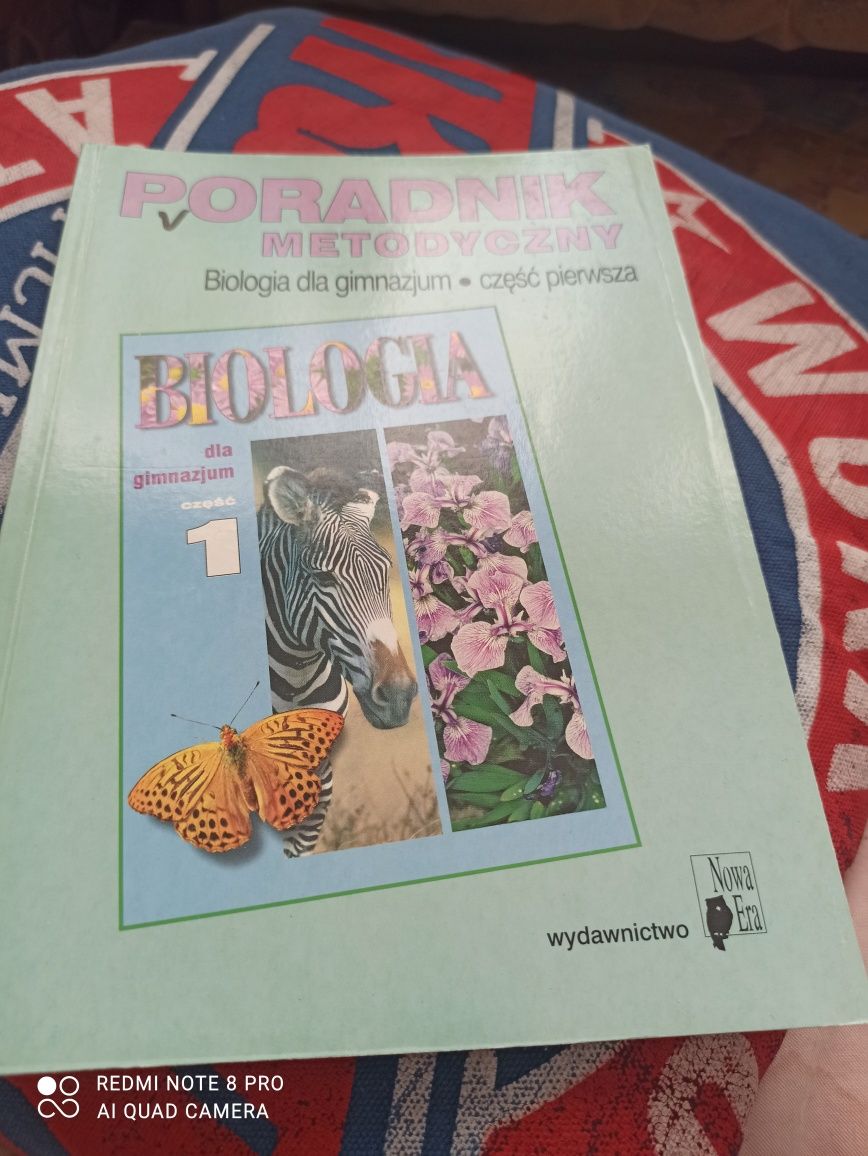 PORADNIK
v
METODYCZNY
Biologia dla gimnazjum • część pierwsza
BIOLOGIA
dla
gimnazjum
część
1
wydawnictwo
Nowa
Era
REDMI NOTE 8 PRO
AI QUAD CAMERA